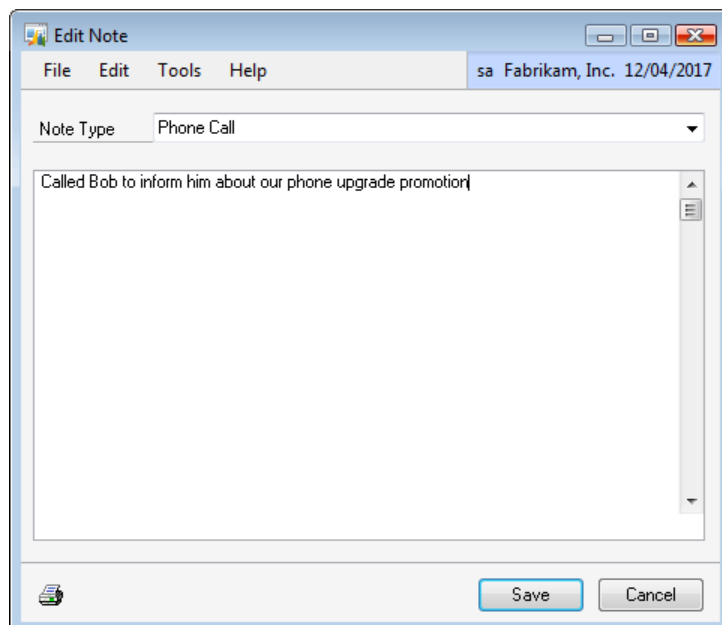 Edit Note
File Edit Tools Help sa Fabrikam, Inc. 12/04/2017
Note Type Phone Call
Called Bob to inform him about our phone upgrade promotion
Save Cancel